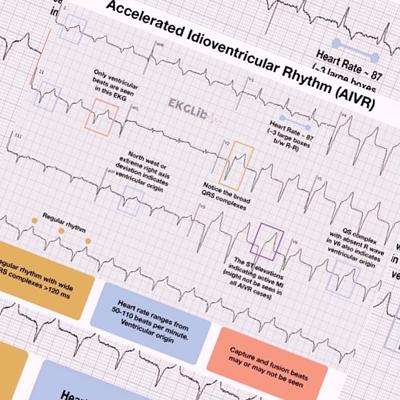 Accelerated Idioventricular Rhythm (AIVR)
Heart Rate ~ 87
(~3 large boxes
Only ventricular
beats are seen
in this EKG
EKGLib
Heart Rate ~ 87
(~3 large boxes
b/w R-R)
North west or
extreme right axis
deviation indicates
ventricular origin
Notice the broad
QRS complexes
QS complex
with absent R wave
in V6 also indicates
ventricular origin
The ST elevations
indicating active MI
(might not be seen in
all AIVR cases)
Regular rhythm
Regular rhythm with wide
QRS complexes >120 ms
Heart rate ranges from
50-110 beats per minute.
Ventricular origin
Capture and fusion beats
may or may not be seen
II
III